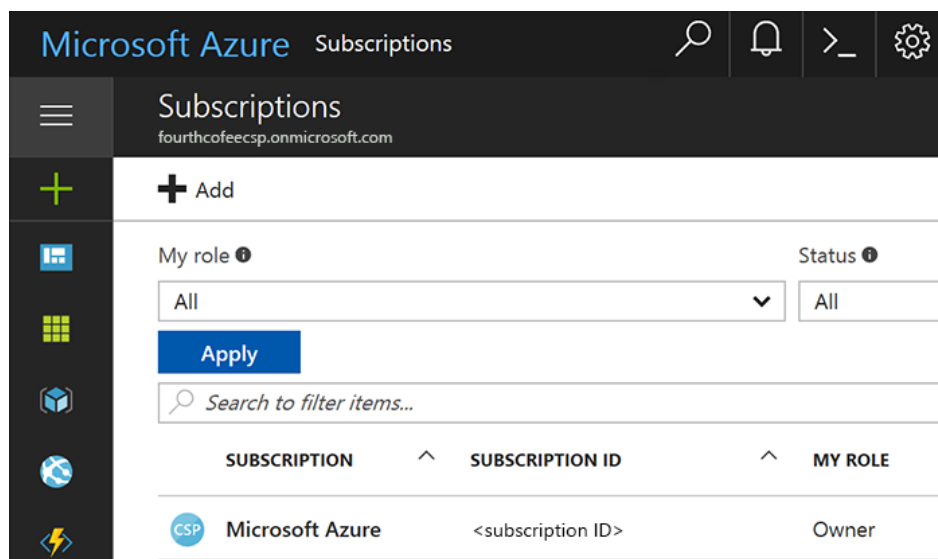 Microsoft Azure Subscriptions
Subscriptions
fourthcofeecsp.onmicrosoft.com
Add
My role Status
All All
Apply
Search to filter items...
SUBSCRIPTION SUBSCRIPTION ID MY ROLE
CSP Microsoft Azure <subscription ID> Owner